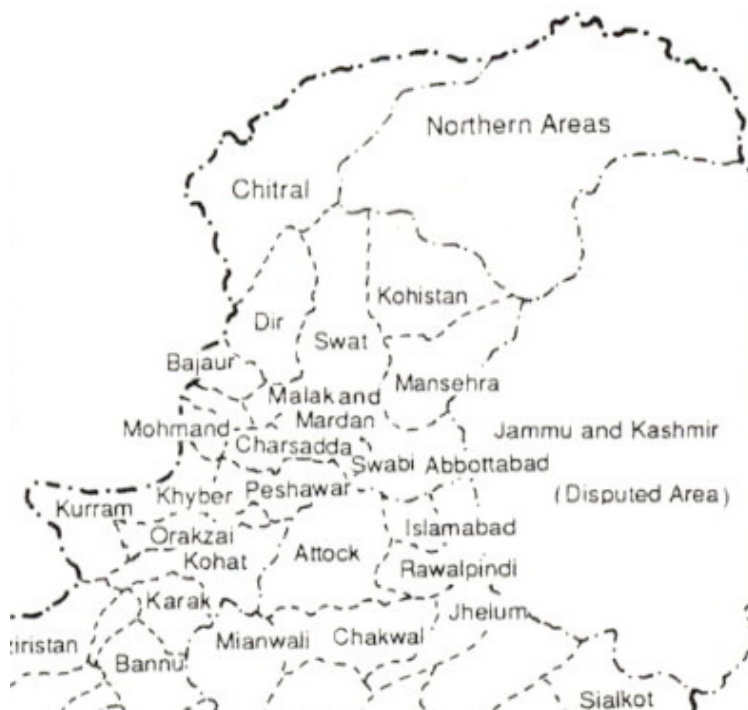 Northern Areas
Chitral
Kohistan
Dir
Swat
Bajaur
Mansehra
Malakand
Mardan
Mohmand
Jammu and Kashmir
Charsadda
Swabi
Abbottabad
Peshawar
Khyber
(Disputed Area)
Kurram
Islamabad
Orakzai
Attock
Kohat
Rawalpindi
Karak
Jhelum
Mianwali
Chakwal
ziristan
Bannu
Sialkot